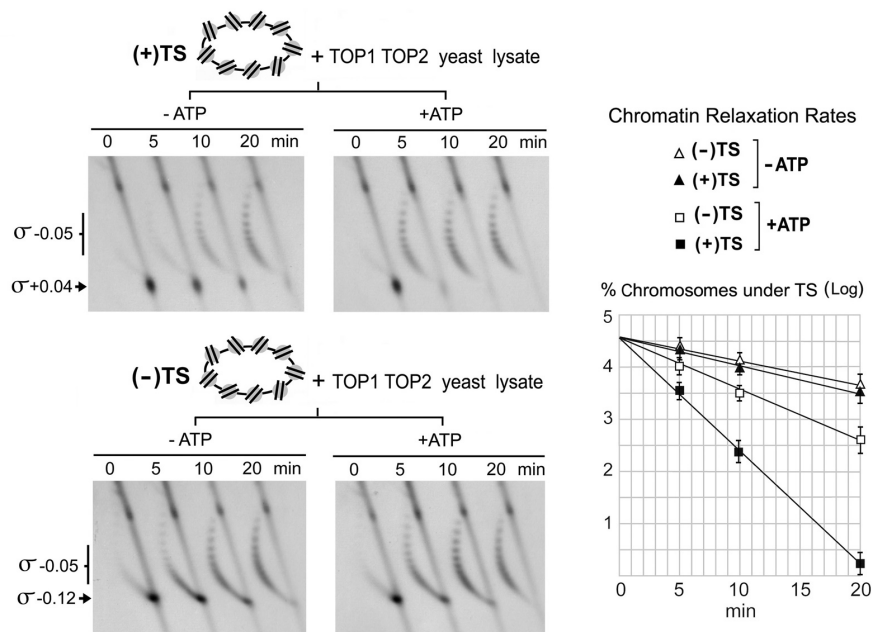 (+)TS + TOP1 TOP2 yeast lysate
- ATP +ATP
0 5 10 20 min 0 5 10 20 min
σ-0.05
σ+0.04
(-)TS + TOP1 TOP2 yeast lysate
- ATP +ATP
0 5 10 20 min 0 5 10 20 min
σ-0.05
σ-0.12
Chromatin Relaxation Rates
(-)TS
(+)TS
-ATP
(-)TS
(+)TS
+ATP
% Chromosomes under TS (Log)
5
4
3
2
1
0 5 10 15 20
min